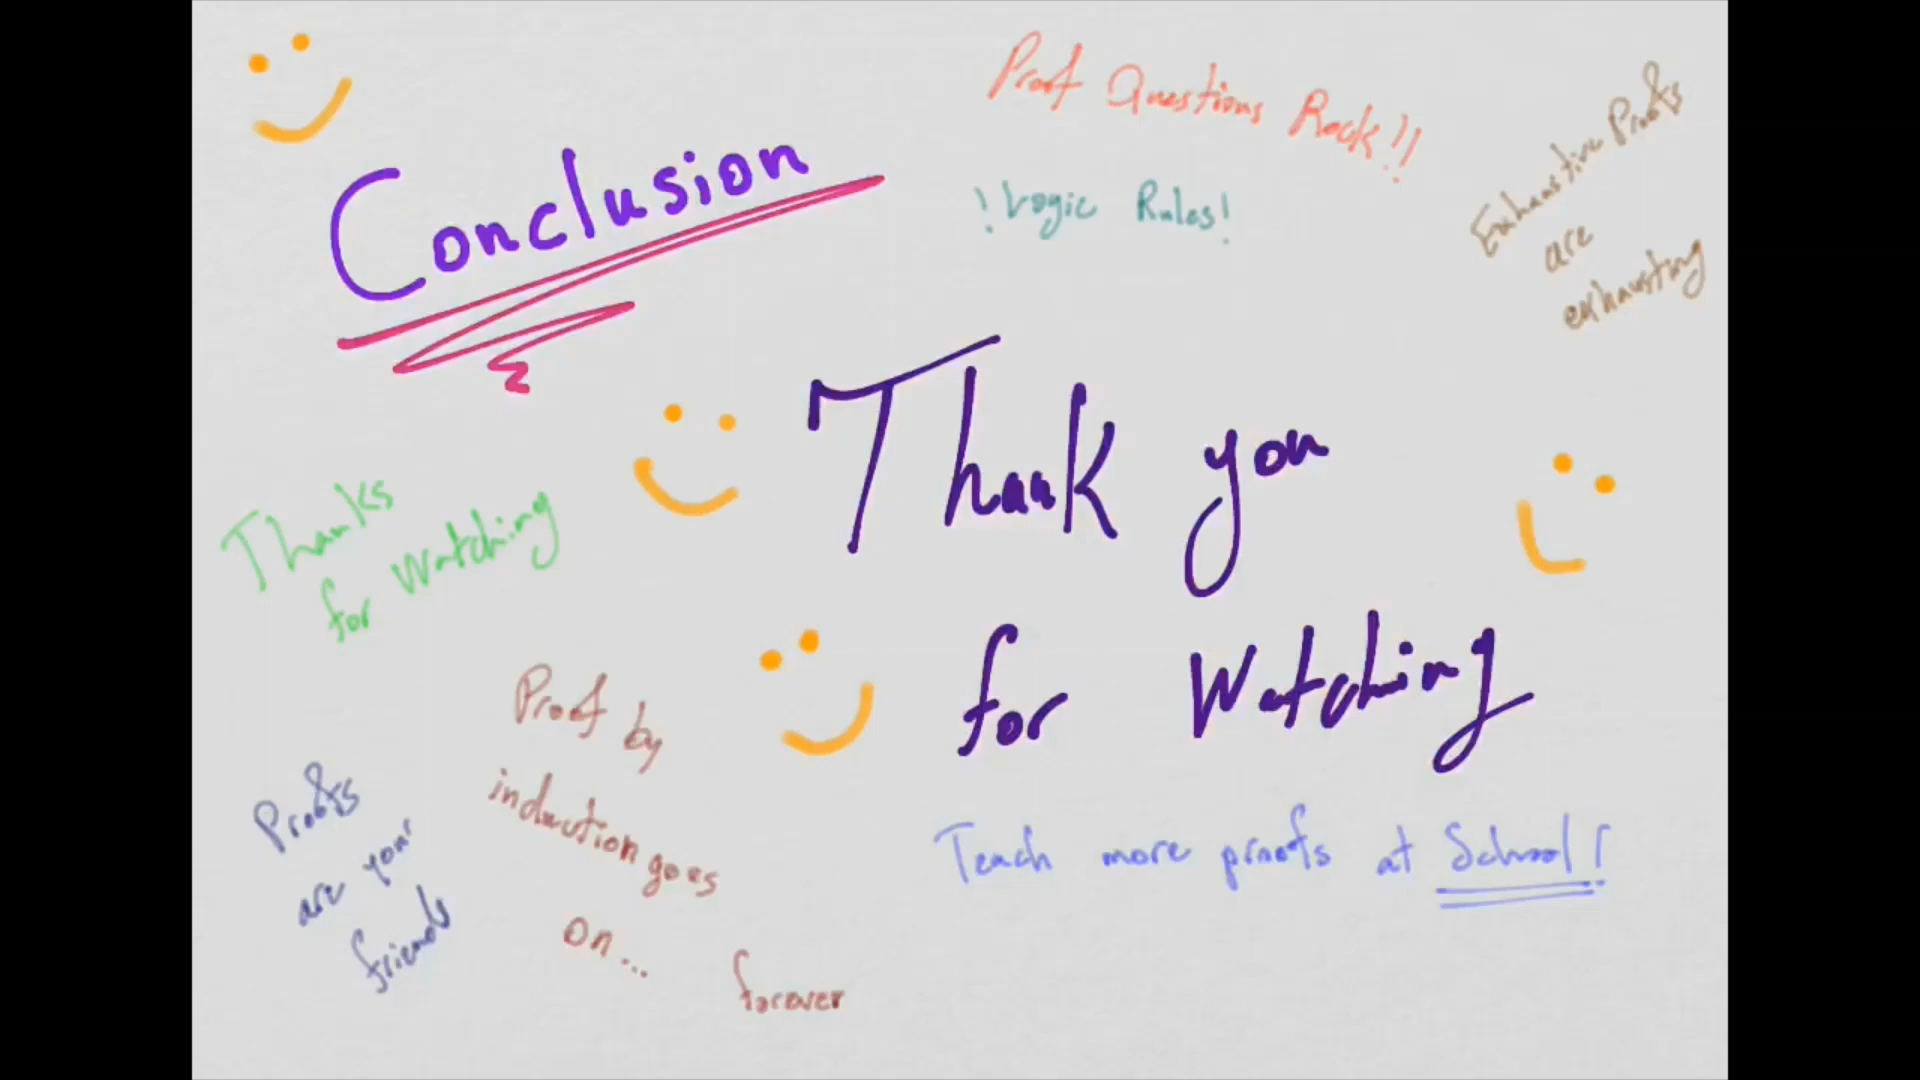 Conclusion
Proof Questions Rock!!
! Logic Rules!
Exhaustive Proofs
are
exhausting
Thank you
for Watching
Thanks
for Watching
Proof by
induction goes
on...
forever
Proofs
are your
friends
Teach more proofs at School!